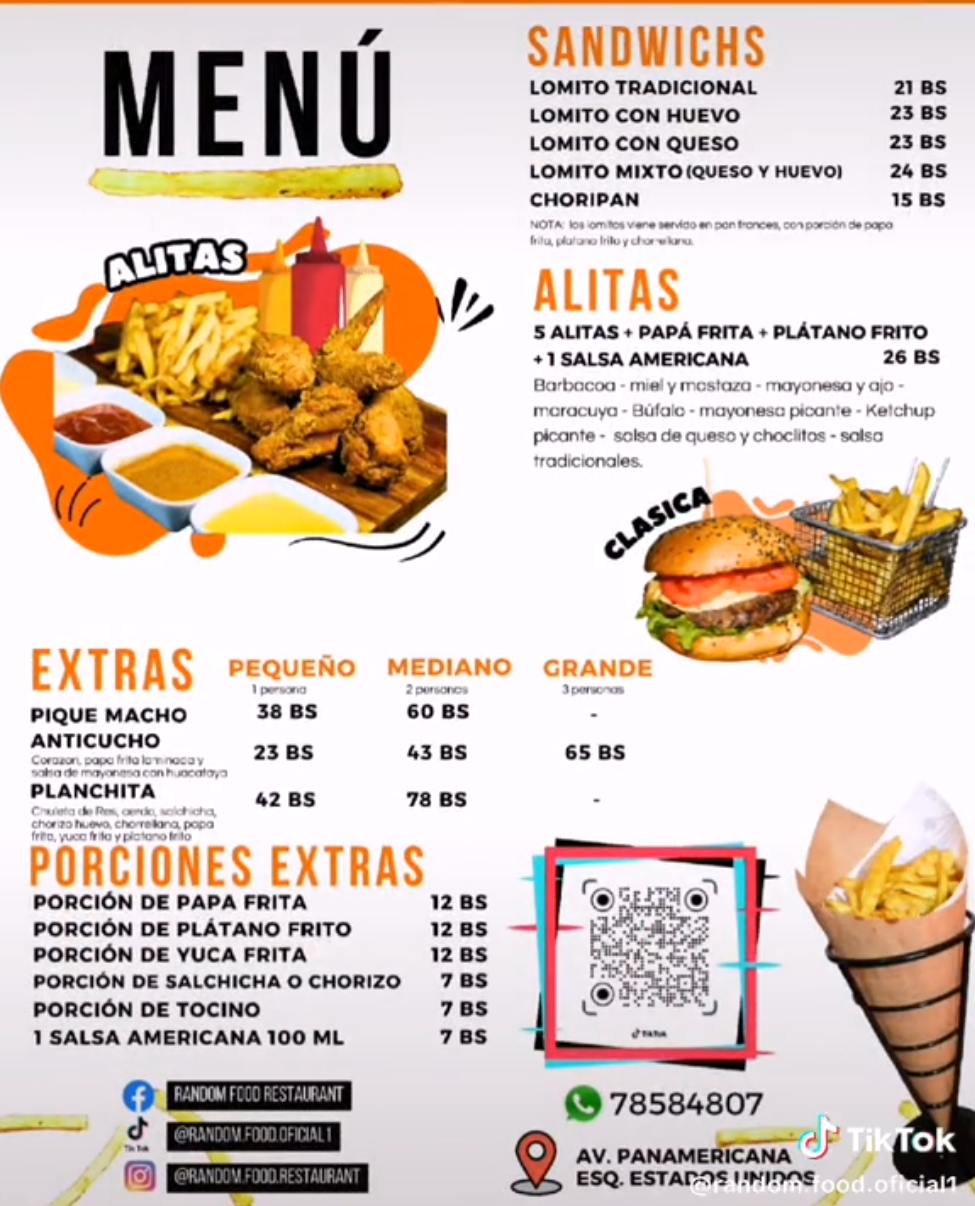 MENÚ
ALITAS
SANDWICHS
LOMITO TRADICIONAL 21 BS
LOMITO CON HUEVO 23 BS
LOMITO CON QUESO 23 BS
LOMITO MIXTO (QUESO Y HUEVO) 24 BS
CHORIPAN 15 BS
NOTA: los lomitos viene servido en pan frances, con porción de papa
frita, platano frito y chorrellana.
ALITAS
5 ALITAS + PAPÁ FRITA + PLÁTANO FRITO
+ 1 SALSA AMERICANA 26 BS
Barbacoa - miel y mostaza - mayonesa y ajo -
maracuya - Búfalo - mayonesa picante - Ketchup
picante - salsa de queso y choclitos - salsa
tradicionales.
CLASICA
EXTRAS PEQUEÑO MEDIANO GRANDE
1 persona 2 personas 3 personas
PIQUE MACHO 38 BS 60 BS -
ANTICUCHO 23 BS 43 BS 65 BS
Corazon, papa frita laminada y
salsa de mayonesa con huacataya
PLANCHITA 42 BS 78 BS -
Chuleta de Res, cerdo, salchicha,
chorizo huevo, chorrellana, papa
frita, yuca frita y platano frito
PORCIONES EXTRAS
PORCIÓN DE PAPA FRITA 12 BS
PORCIÓN DE PLÁTANO FRITO 12 BS
PORCIÓN DE YUCA FRITA 12 BS
PORCIÓN DE SALCHICHA O CHORIZO 7 BS
PORCIÓN DE TOCINO 7 BS
1 SALSA AMERICANA 100 ML 7 BS
TikTok
RANDOM FOOD RESTAURANT
Tik Tok
@RANDOM.FOOD.OFICIAL1
@RANDOM.FOOD.RESTAURANT
78584807
AV. PANAMERICANA
ESQ. ESTADOS UNIDOS
TikTok
@random.food.oficial1